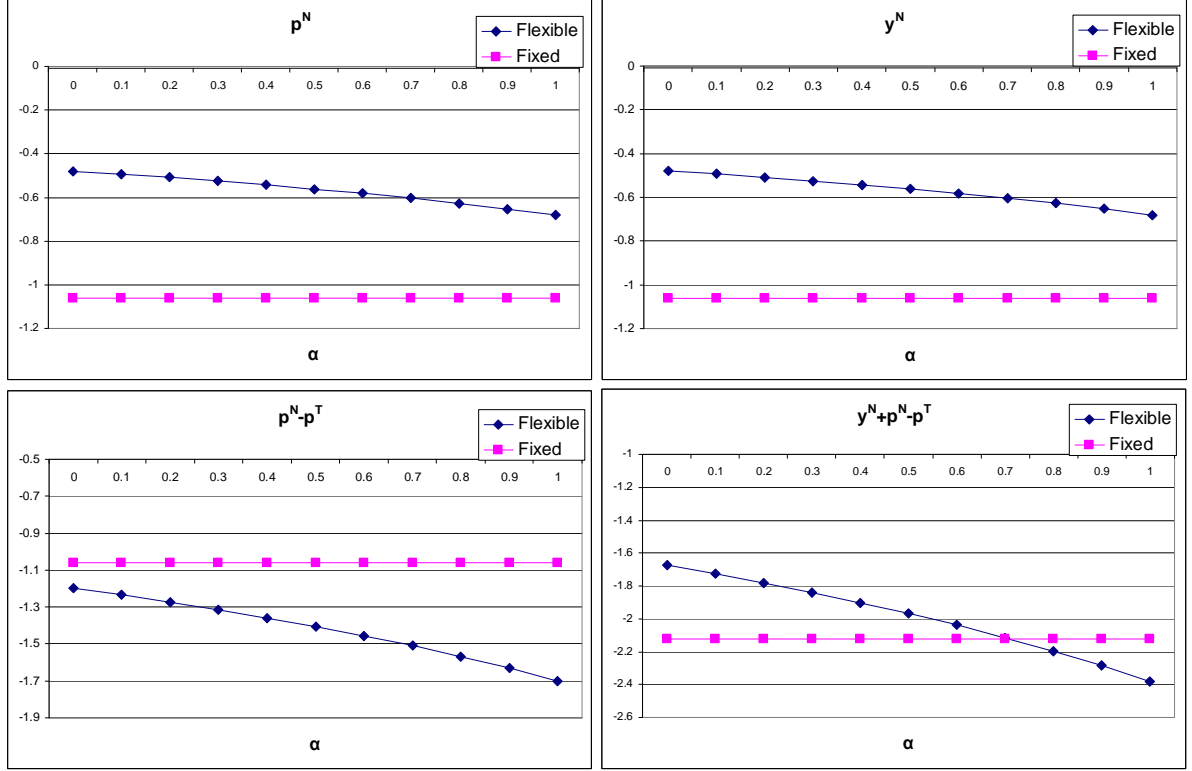 p^N
Flexible
Fixed
0
0 0.1 0.2 0.3 0.4 0.5 0.6 0.7 0.8 0.9 1
-0.2
-0.4
-0.6
-0.8
-1
-1.2
α
y^N
Flexible
Fixed
0
0 0.1 0.2 0.3 0.4 0.5 0.6 0.7 0.8 0.9 1
-0.2
-0.4
-0.6
-0.8
-1
-1.2
α
p^N-p^T
Flexible
Fixed
-0.5
0 0.1 0.2 0.3 0.4 0.5 0.6 0.7 0.8 0.9 1
-0.7
-0.9
-1.1
-1.3
-1.5
-1.7
-1.9
α
y^N+p^N-p^T
Flexible
Fixed
-1
0 0.1 0.2 0.3 0.4 0.5 0.6 0.7 0.8 0.9 1
-1.2
-1.4
-1.6
-1.8
-2
-2.2
-2.4
-2.6
α